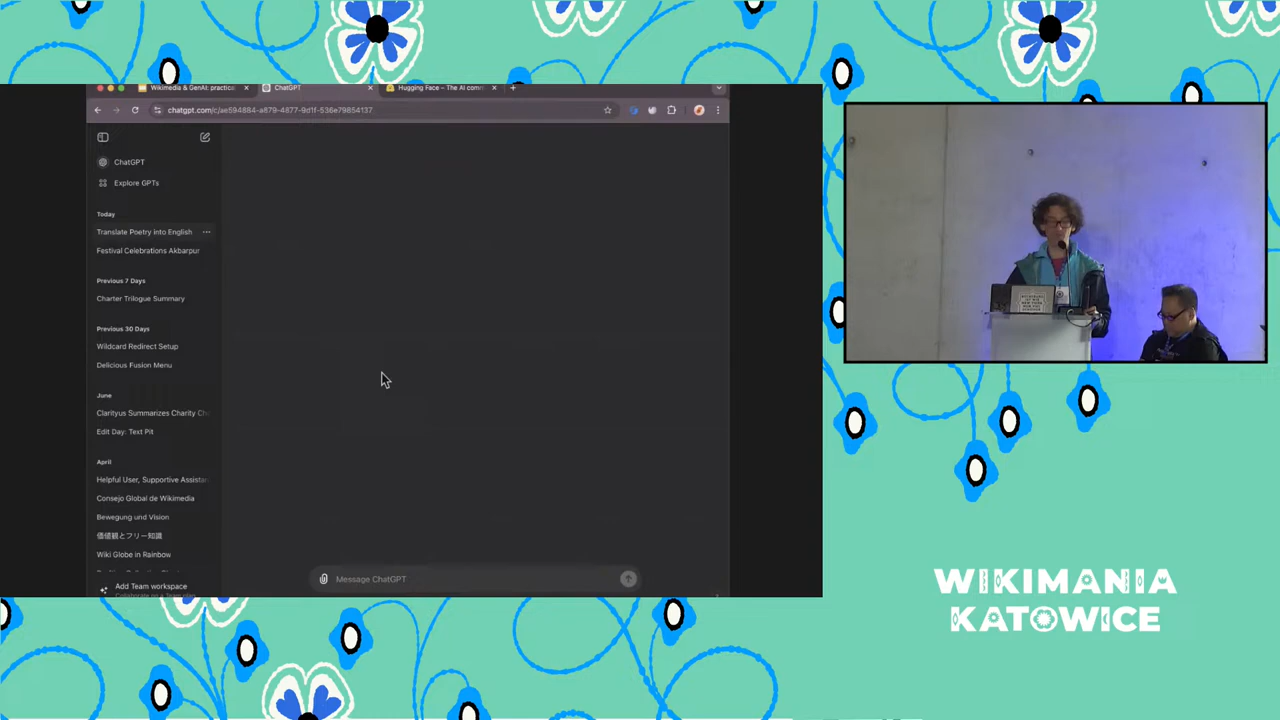 Wikimedia & GenAI: practice
ChatGPT
Hugging Face – The AI comm
chatgpt.com/c/ae594884-a879-4877-9d1f-536e79854137
ChatGPT
Explore GPTs
Today
Translate Poetry into English
Festival Celebrations Akbarpur
Previous 7 Days
Charter Trilogue Summary
Previous 30 Days
Wildcard Redirect Setup
Delicious Fusion Menu
June
Clarityus Summarizes Charity Ch
Edit Day: Text Pit
April
Helpful User, Supportive Assistan
Consejo Global de Wikimedia
Bewegung und Vision
価値観とフリー知識
Wiki Globe in Rainbow
Add Team workspace
Message ChatGPT
WIKIMANIA
KATOWICE